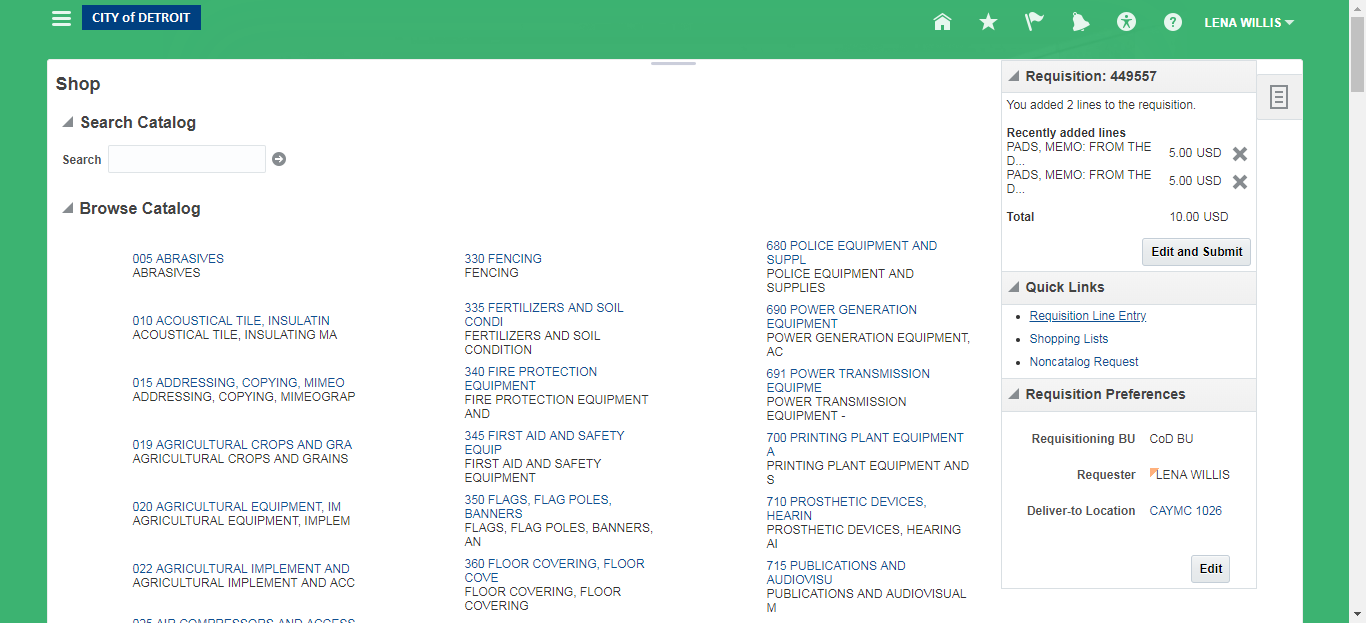 CITY of DETROIT
LENA WILLIS
Shop
Search Catalog
Search
Browse Catalog
005 ABRASIVES
ABRASIVES
010 ACOUSTICAL TILE, INSULATIN
ACOUSTICAL TILE, INSULATING MA
015 ADDRESSING, COPYING, MIMEO
ADDRESSING, COPYING, MIMEOGRAP
019 AGRICULTURAL CROPS AND GRA
AGRICULTURAL CROPS AND GRAINS
020 AGRICULTURAL EQUIPMENT, IM
AGRICULTURAL EQUIPMENT, IMPLEM
022 AGRICULTURAL IMPLEMENT AND
AGRICULTURAL IMPLEMENT AND ACC
025 AIR COMPRESSORS AND ACCESS
330 FENCING
FENCING
335 FERTILIZERS AND SOIL
CONDI
FERTILIZERS AND SOIL
CONDITION
340 FIRE PROTECTION
EQUIPMENT
FIRE PROTECTION EQUIPMENT
AND
345 FIRST AID AND SAFETY
EQUIP
FIRST AID AND SAFETY
EQUIPMENT
350 FLAGS, FLAG POLES,
BANNERS
FLAGS, FLAG POLES, BANNERS,
AN
360 FLOOR COVERING, FLOOR
COVE
FLOOR COVERING, FLOOR
COVERING
680 POLICE EQUIPMENT AND
SUPPL
POLICE EQUIPMENT AND
SUPPLIES
690 POWER GENERATION
EQUIPMENT
POWER GENERATION EQUIPMENT,
AC
691 POWER TRANSMISSION
EQUIPME
POWER TRANSMISSION
EQUIPMENT -
700 PRINTING PLANT EQUIPMENT
A
PRINTING PLANT EQUIPMENT AND
S
710 PROSTHETIC DEVICES,
HEARIN
PROSTHETIC DEVICES, HEARING
AI
715 PUBLICATIONS AND
AUDIOVISU
PUBLICATIONS AND AUDIOVISUAL
M
Requisition: 449557
You added 2 lines to the requisition.
Recently added lines
PADS, MEMO: FROM THE
D... 5.00 USD
PADS, MEMO: FROM THE
D... 5.00 USD
Total 10.00 USD
Edit and Submit
Quick Links
Requisition Line Entry
Shopping Lists
Noncatalog Request
Requisition Preferences
Requisitioning BU CoD BU
Requester LENA WILLIS
Deliver-to Location CAYMC 1026
Edit